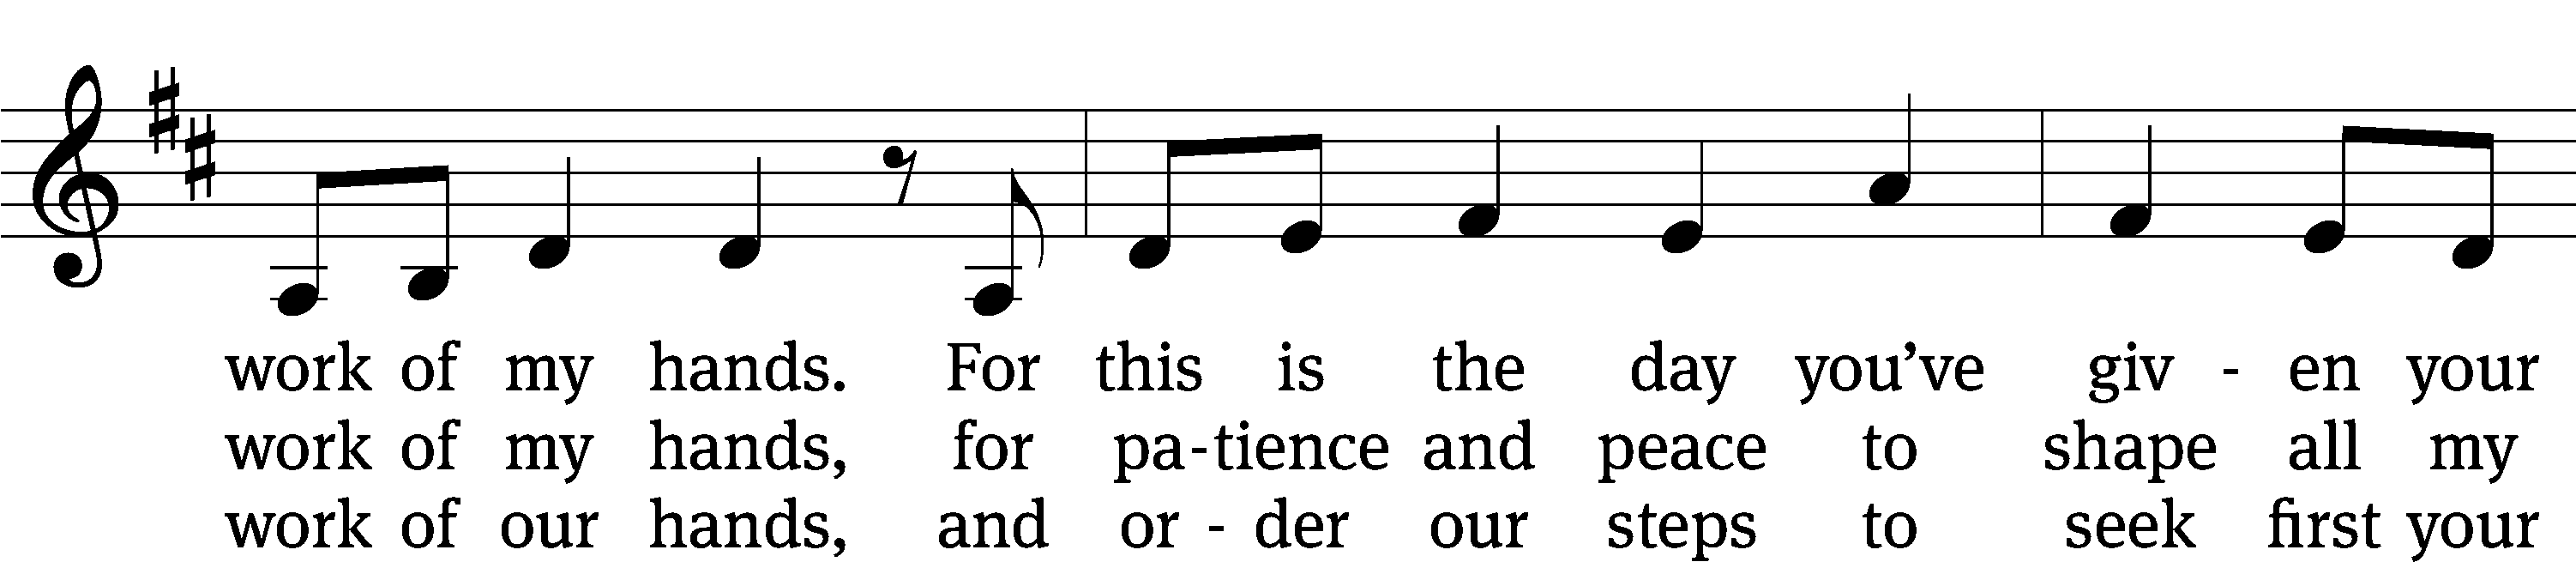 work of my hands. For this is the day you’ve giv - en your
work of my hands, for pa-tience and peace to shape all my
work of our hands, and or - der our steps to seek first your